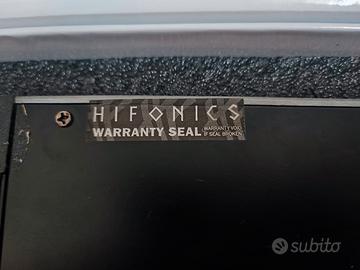 HIFONICS
WARRANTY SEAL WARRANTY VOID
IF SEAL BROKEN
subito